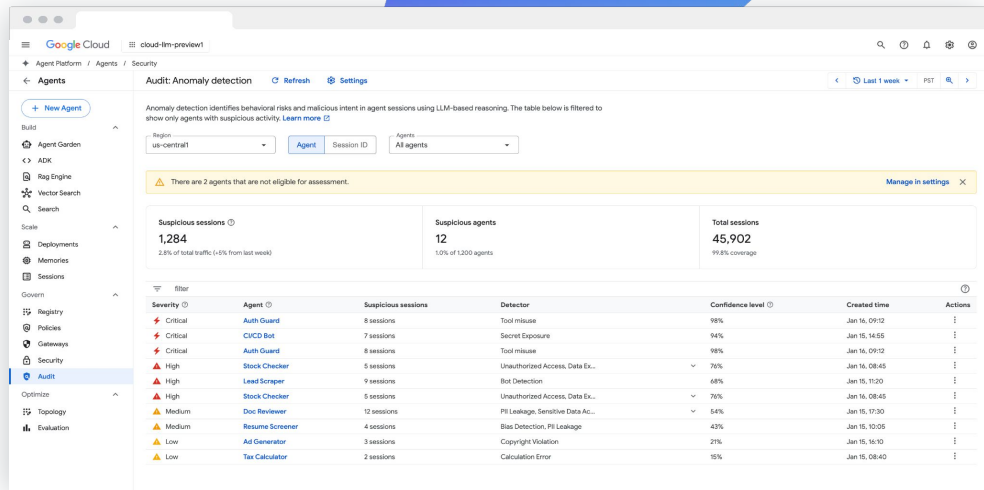 Google Cloud
cloud-llm-preview1
Agent Platform / Agents / Security
Agents
Audit: Anomaly detection
Refresh
Settings
Last 1 week
PST
+ New Agent
Build
Agent Garden
ADK
Rag Engine
Vector Search
Search
Scale
Deployments
Memories
Sessions
Govern
Registry
Policies
Gateways
Security
Audit
Optimize
Topology
Evaluation
Anomaly detection identifies behavioral risks and malicious intent in agent sessions using LLM-based reasoning. The table below is filtered to
show only agents with suspicious activity. Learn more
Region
us-central1
Agent
Session ID
Agents
All agents
There are 2 agents that are not eligible for assessment.
Manage in settings
Suspicious sessions
1,284
2.8% of total traffic (+5% from last week)
Suspicious agents
12
1.0% of 1,200 agents
Total sessions
45,902
99.8% coverage
filter
Severity Agent Suspicious sessions Detector Confidence level Created time Actions
Critical Auth Guard 8 sessions Tool misuse 98% Jan 16, 09:12
Critical CI/CD Bot 7 sessions Secret Exposure 94% Jan 15, 14:55
Critical Auth Guard 8 sessions Tool misuse 98% Jan 16, 09:12
High Stock Checker 5 sessions Unauthorized Access, Data Ex... 76% Jan 16, 08:45
High Lead Scraper 9 sessions Bot Detection 68% Jan 15, 11:20
High Stock Checker 5 sessions Unauthorized Access, Data Ex... 76% Jan 16, 08:45
Medium Doc Reviewer 12 sessions PII Leakage, Sensitive Data Ac... 54% Jan 15, 17:30
Medium Resume Screener 4 sessions Bias Detection, PII Leakage 43% Jan 15, 10:05
Low Ad Generator 3 sessions Copyright Violation 21% Jan 15, 16:10
Low Tax Calculator 2 sessions Calculation Error 15% Jan 15, 08:40